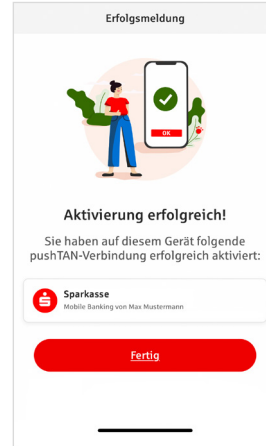 Erfolgsmeldung
OK
Aktivierung erfolgreich!
Sie haben auf diesem Gerät folgende
pushTAN-Verbindung erfolgreich aktiviert:
Sparkasse
Mobile Banking von Max Mustermann
Fertig